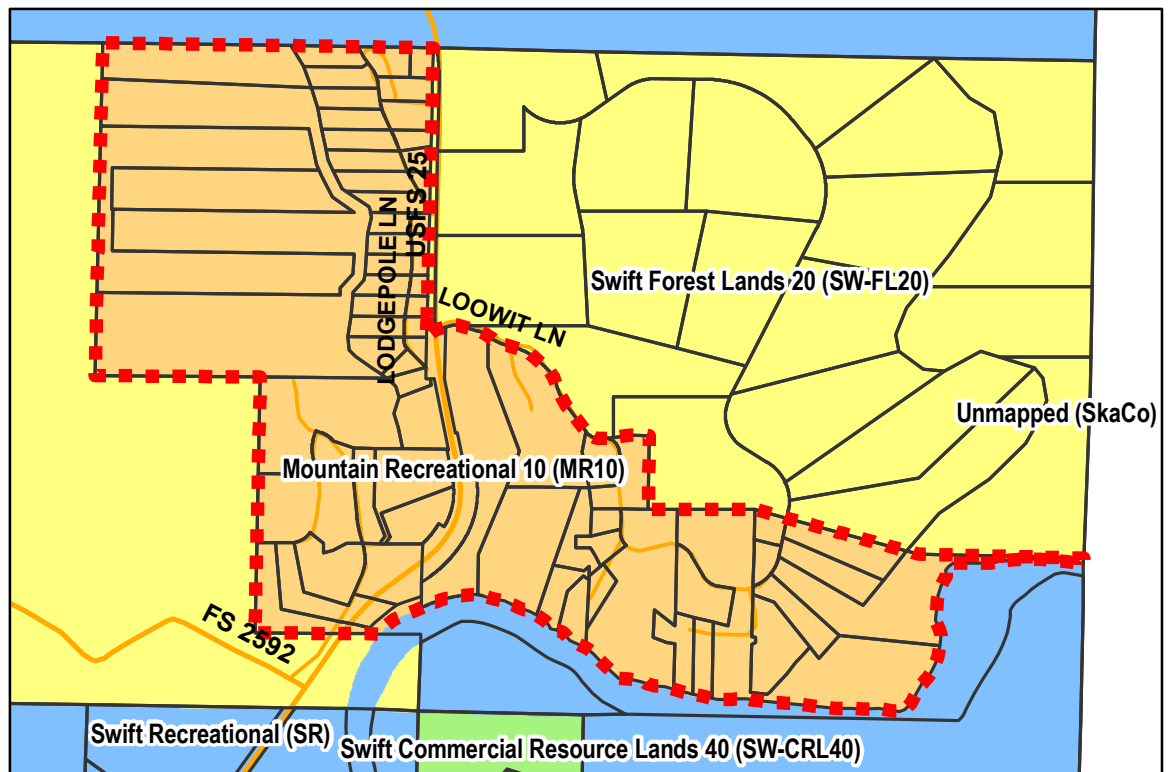 USFS 25
LODGEPOLE LN
LOOWIT LN
Swift Forest Lands 20 (SW-FL20)
Unmapped (SkaCo)
Mountain Recreational 10 (MR10)
FS 2592
Swift Recreational (SR)
Swift Commercial Resource Lands 40 (SW-CRL40)